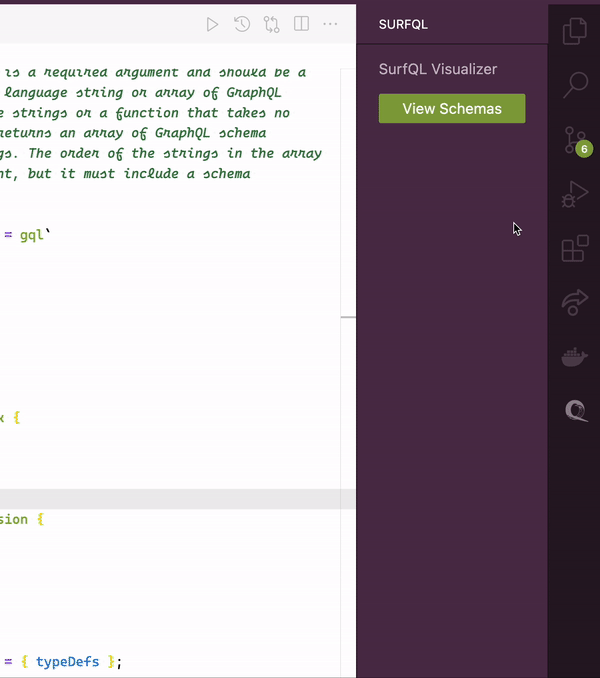 SURFQL
SurfQL Visualizer
View Schemas
6
is a required argument and should be a
language string or array of GraphQL
strings or a function that takes no
returns an array of GraphQL schema
gs. The order of the strings in the array
nt, but it must include a schema
= gql`
x {
sion {
= { typeDefs };